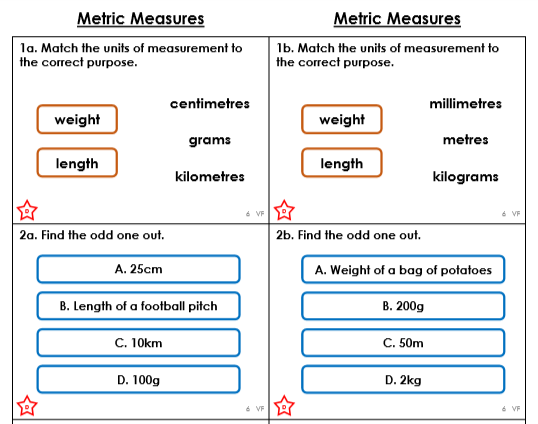 Metric Measures
Metric Measures
1a. Match the units of measurement to
the correct purpose.
weight
length
centimetres
grams
kilometres
D
6 VF
1b. Match the units of measurement to
the correct purpose.
weight
length
millimetres
metres
kilograms
D
6 VF
2a. Find the odd one out.
A. 25cm
B. Length of a football pitch
C. 10km
D. 100g
D
6 VF
2b. Find the odd one out.
A. Weight of a bag of potatoes
B. 200g
C. 50m
D. 2kg
D
6 VF